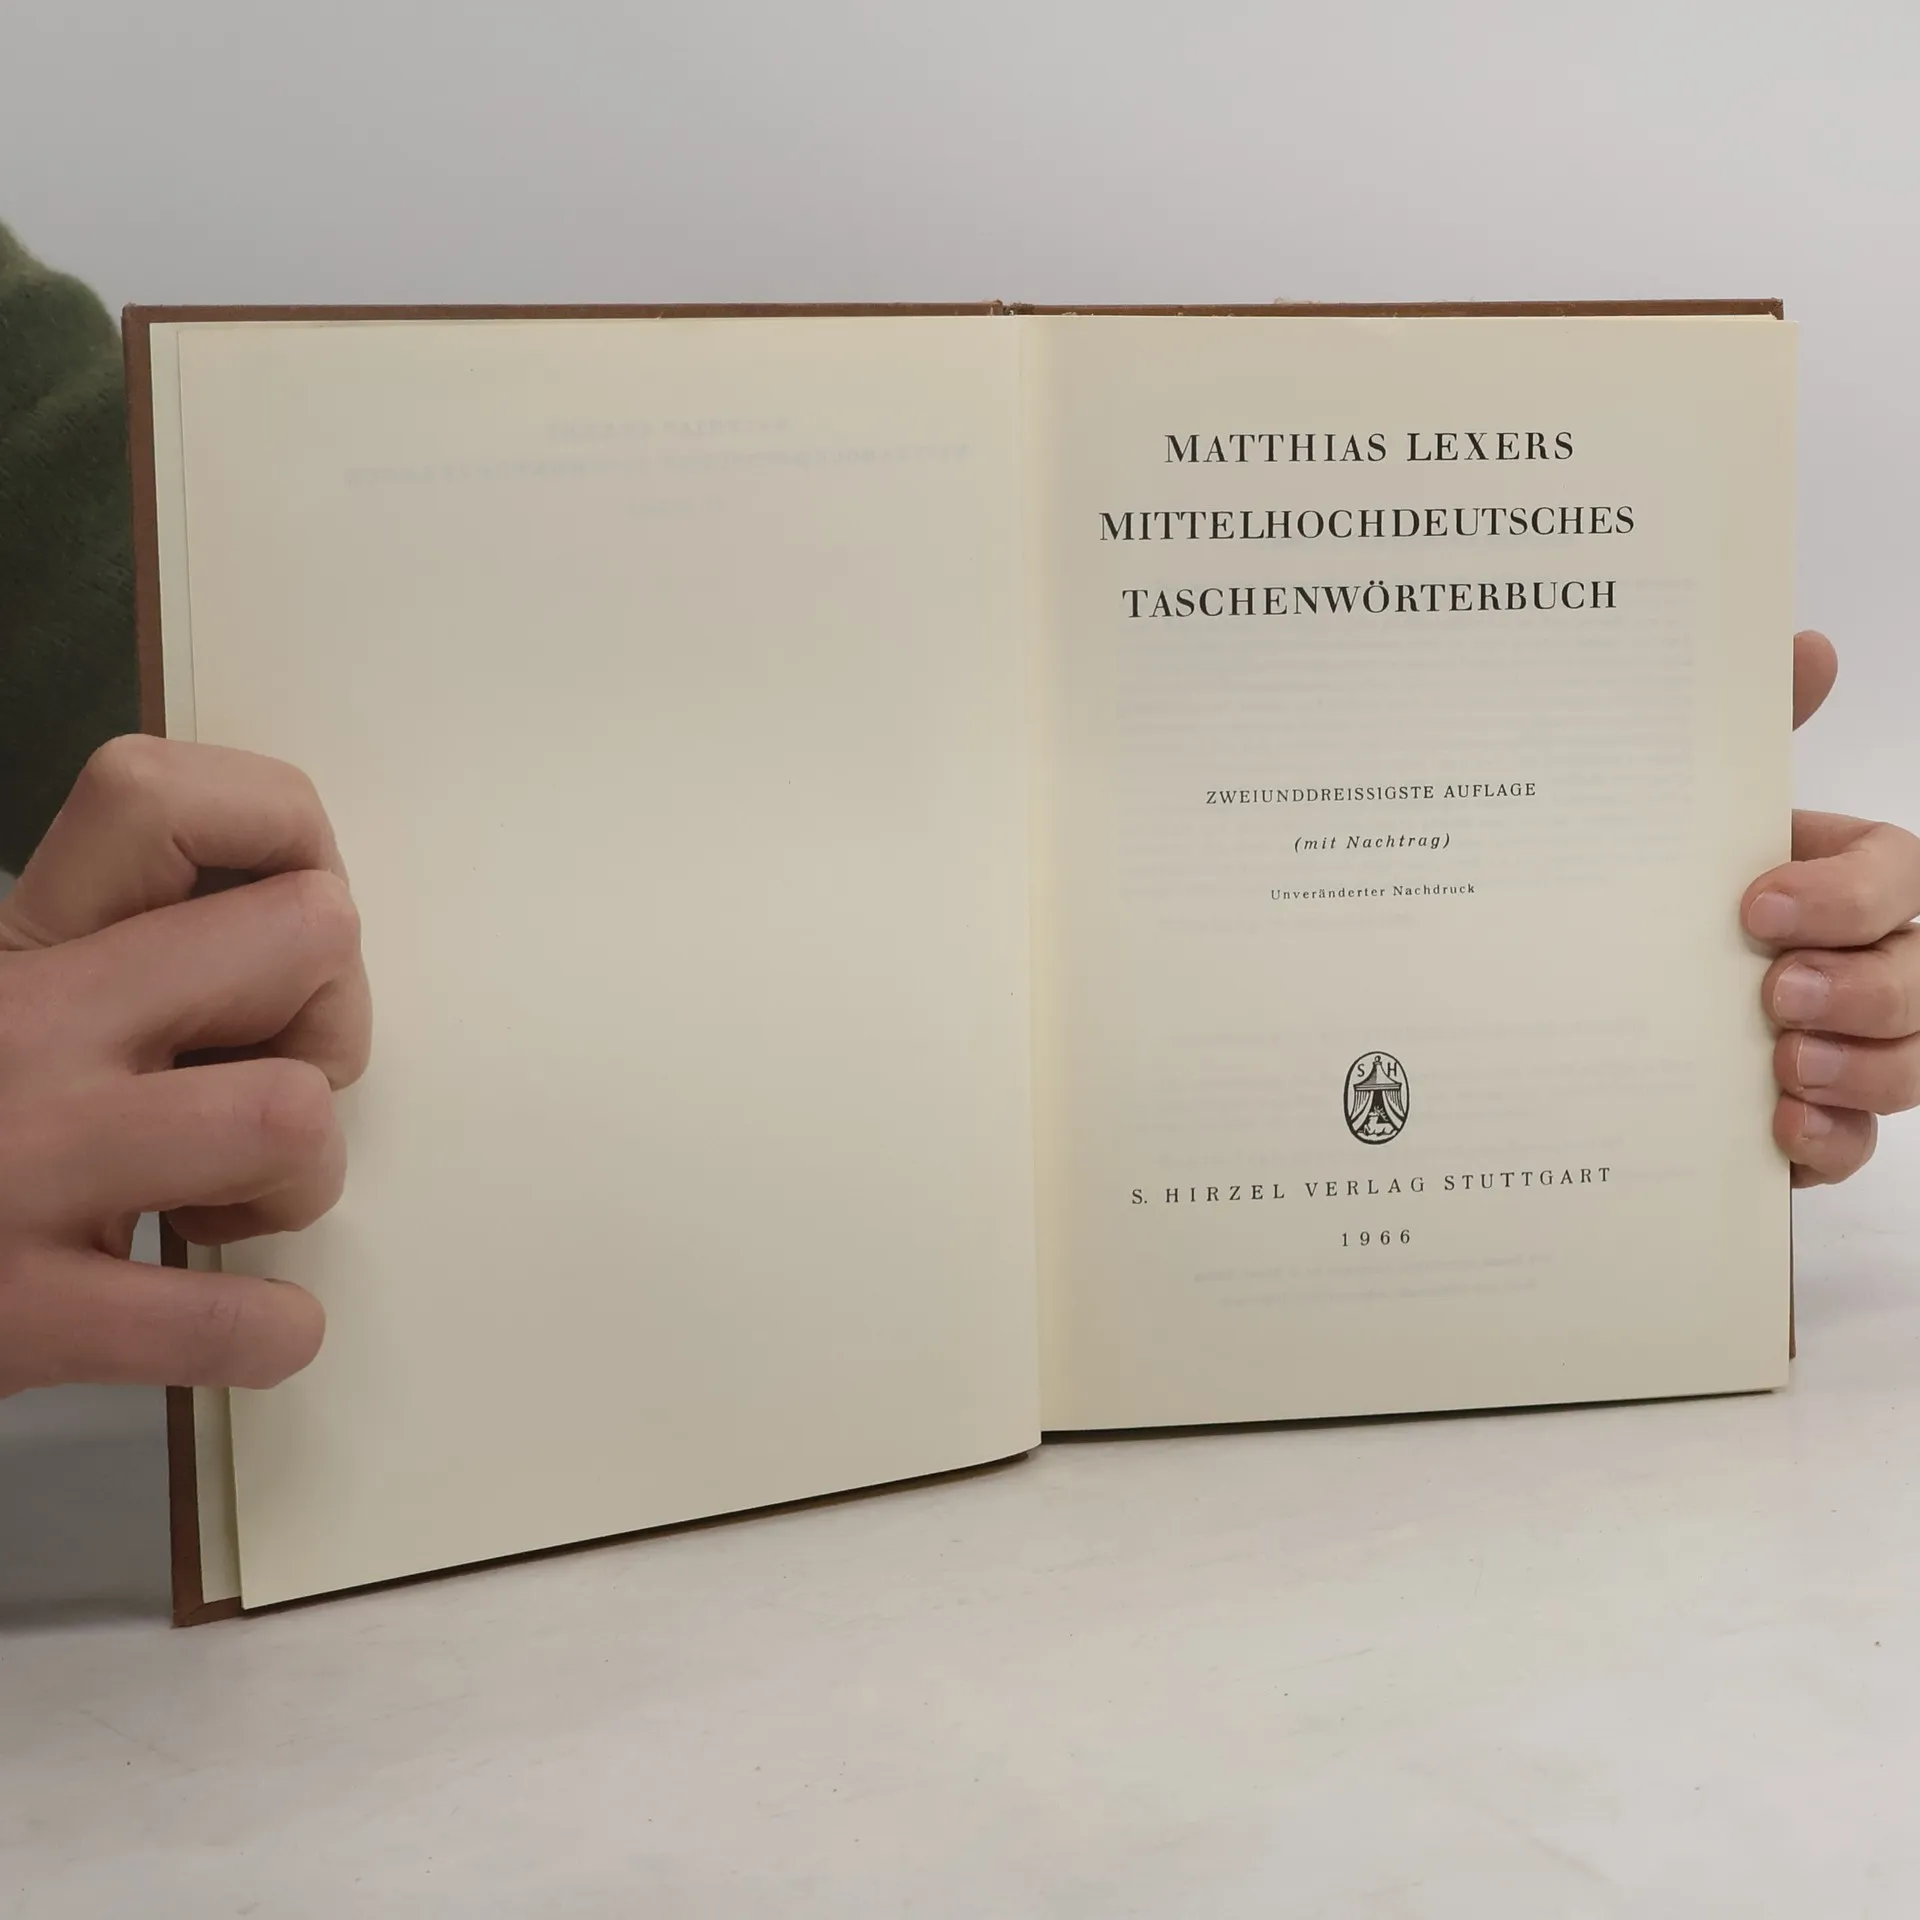 MATTHIAS LEXERS
MITTELHOCHDEUTSCHES
TASCHENWÖRTERBUCH
ZWEIUNDDREISSIGSTE AUFLAGE
(mit Nachtrag)
Unveränderter Nachdruck
S H
S. HIRZEL VERLAG STUTTGART
1966